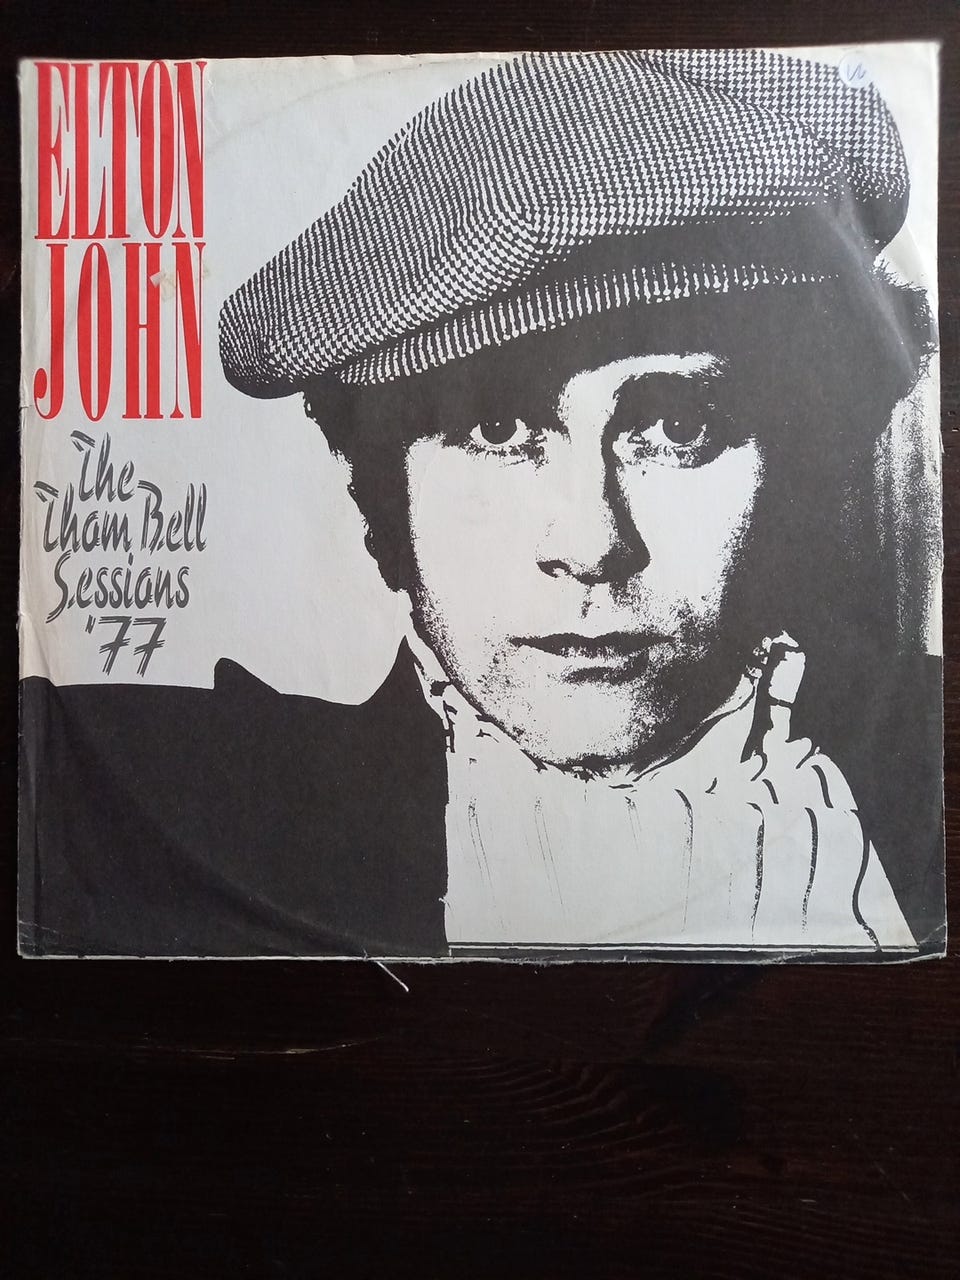 ELTON
JOHN
The
Thom Bell
Sessions
'77